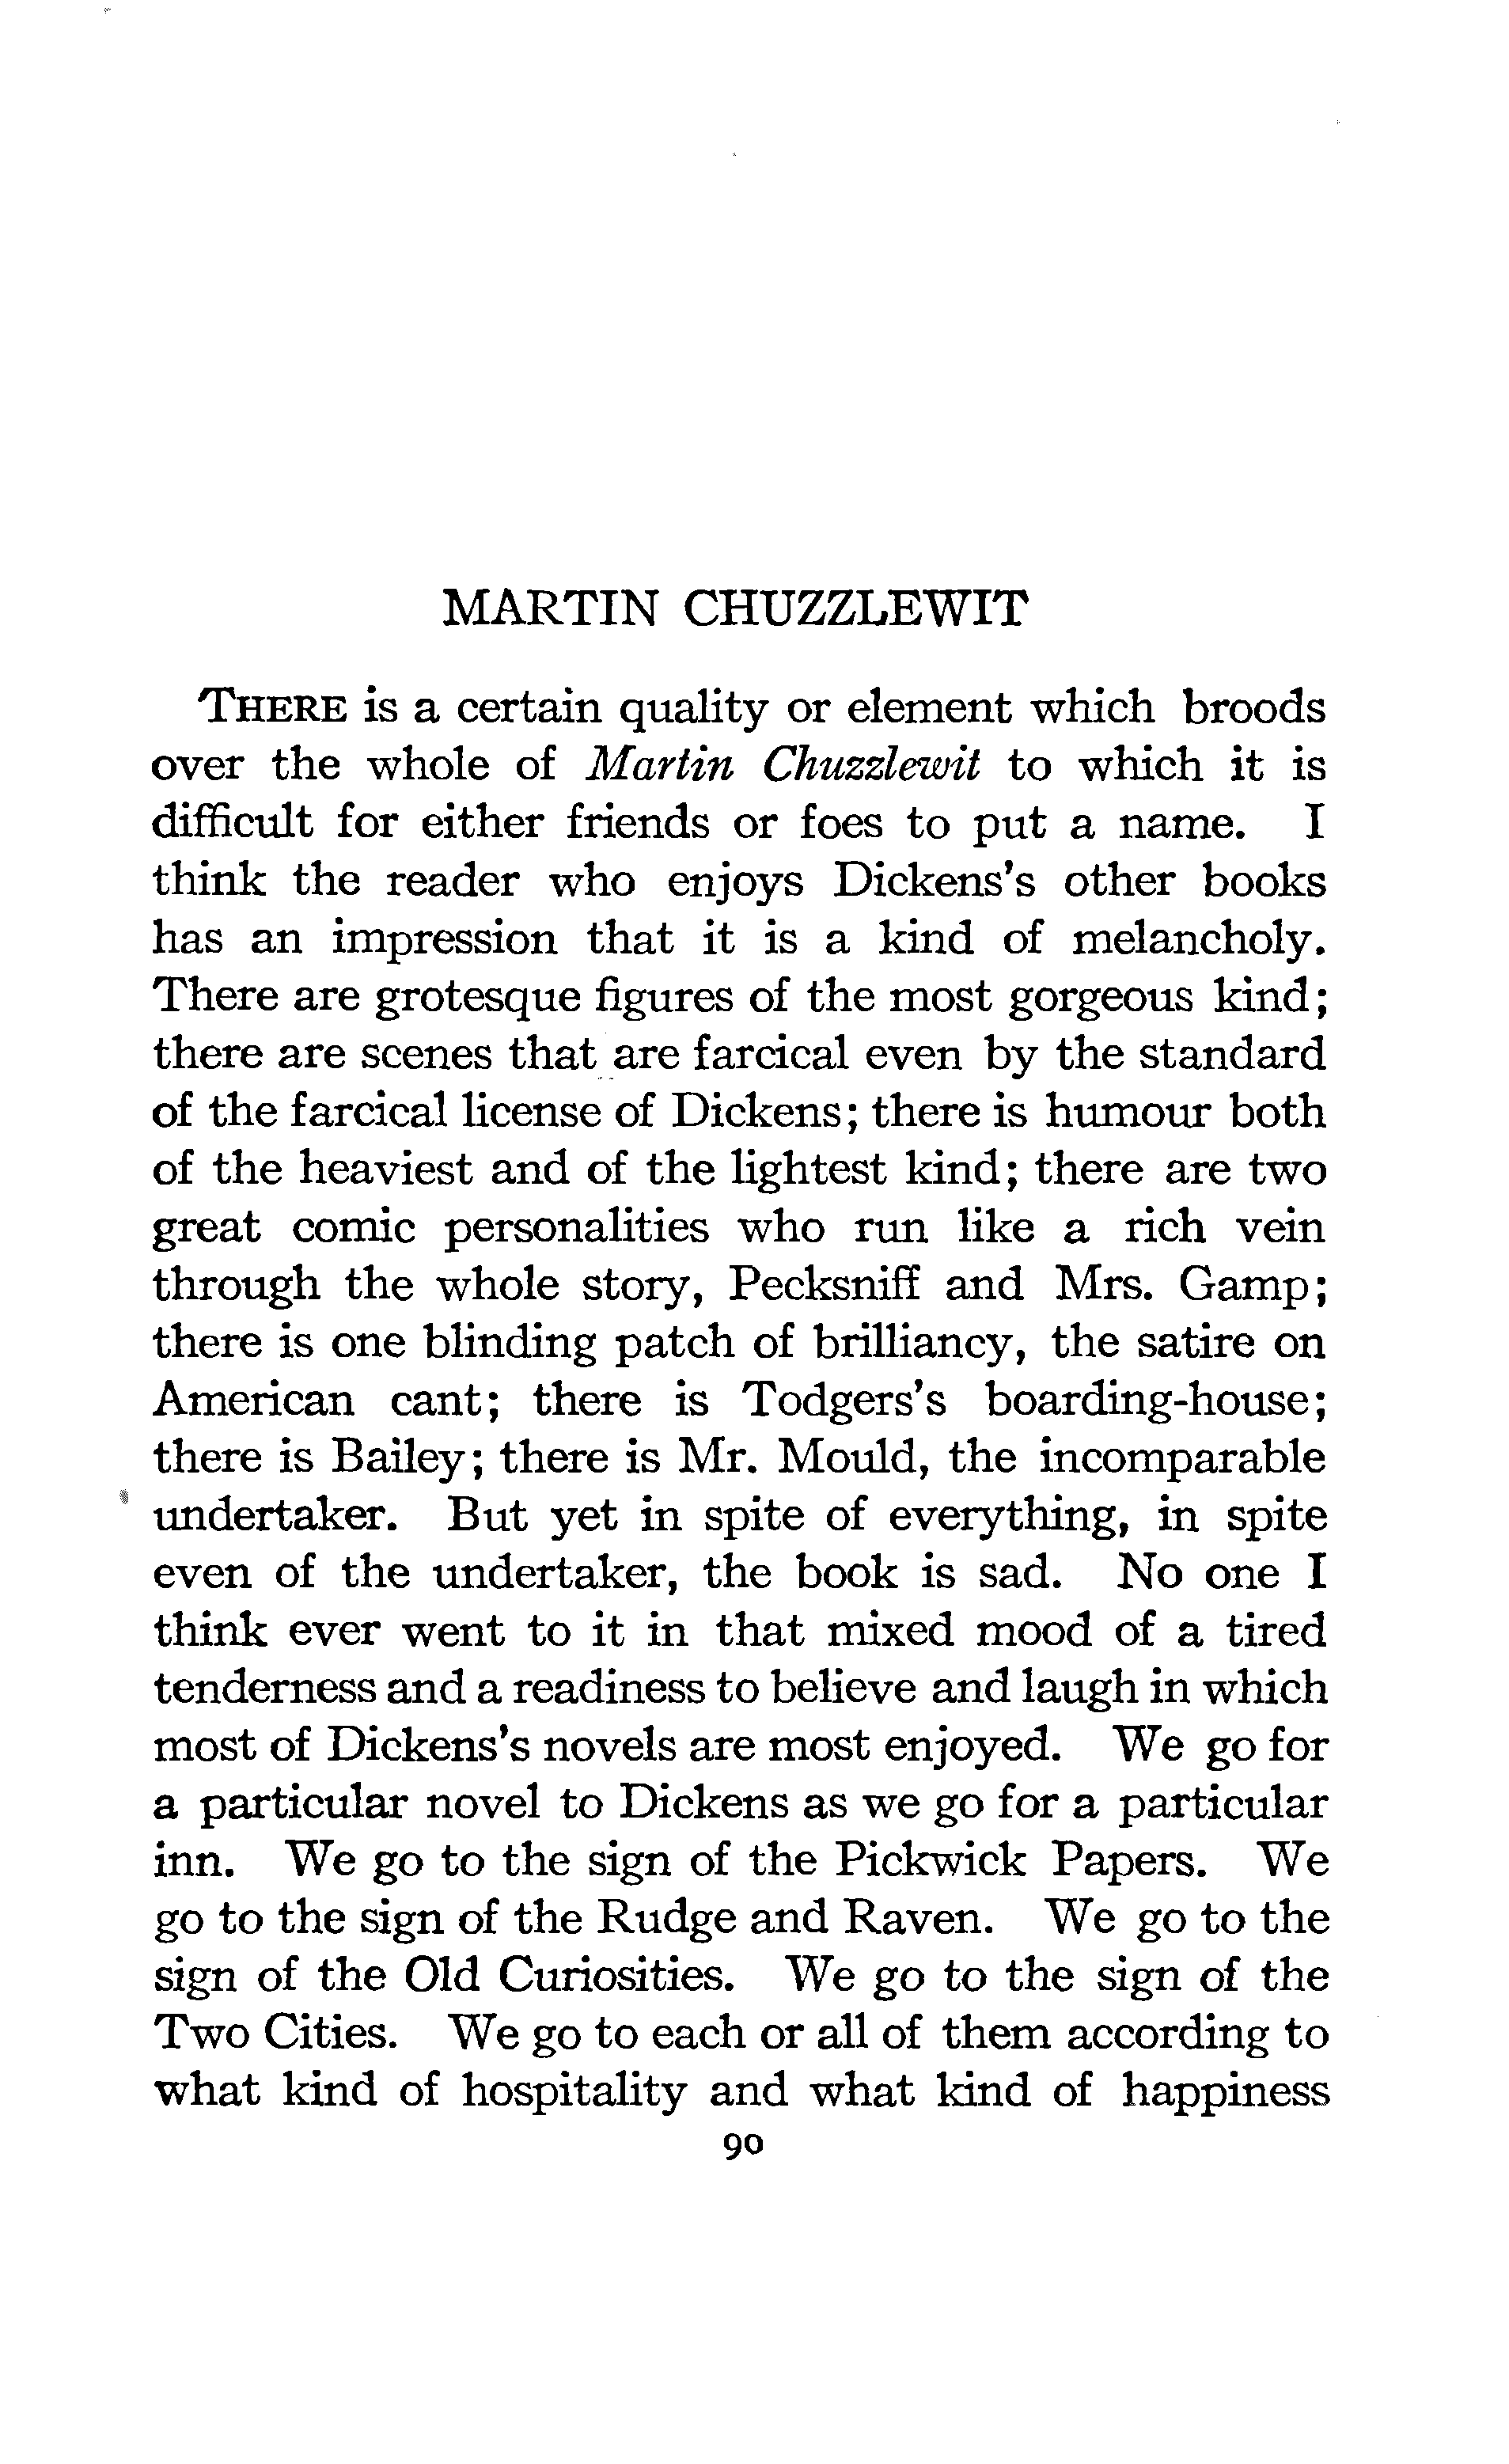 MARTIN CHUZZLEWIT
THERE is a certain quality or element which broods
over the whole of Martin Chuzzlewit to which it is
difficult for either friends or foes to put a name. I
think the reader who enjoys Dickens's other books
has an impression that it is a kind of melancholy.
There are grotesque figures of the most gorgeous kind;
there are scenes that are farcical even by the standard
of the farcical license of Dickens; there is humour both
of the heaviest and of the lightest kind; there are two
great comic personalities who run like a rich vein
through the whole story, Pecksniff and Mrs. Gamp;
there is one blinding patch of brilliancy, the satire on
American cant; there is Todgers's boarding-house;
there is Bailey; there is Mr. Mould, the incomparable
undertaker. But yet in spite of everything, in spite
even of the undertaker, the book is sad. No one I
think ever went to it in that mixed mood of a tired
tenderness and a readiness to believe and laugh in which
most of Dickens's novels are most enjoyed. We go for
a particular novel to Dickens as we go for a particular
inn. We go to the sign of the Pickwick Papers. We
go to the sign of the Rudge and Raven. We go to the
sign of the Old Curiosities. We go to the sign of the
Two Cities. We go to each or all of them according to
what kind of hospitality and what kind of happiness
90